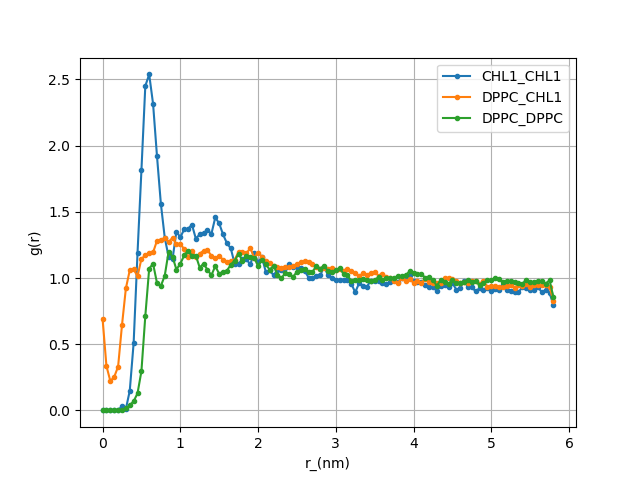 CHL1_CHL1
DPPC_CHL1
DPPC_DPPC
2.5
2.0
1.5
1.0
0.5
0.0
g(r)
0 1 2 3 4 5 6
r_(nm)